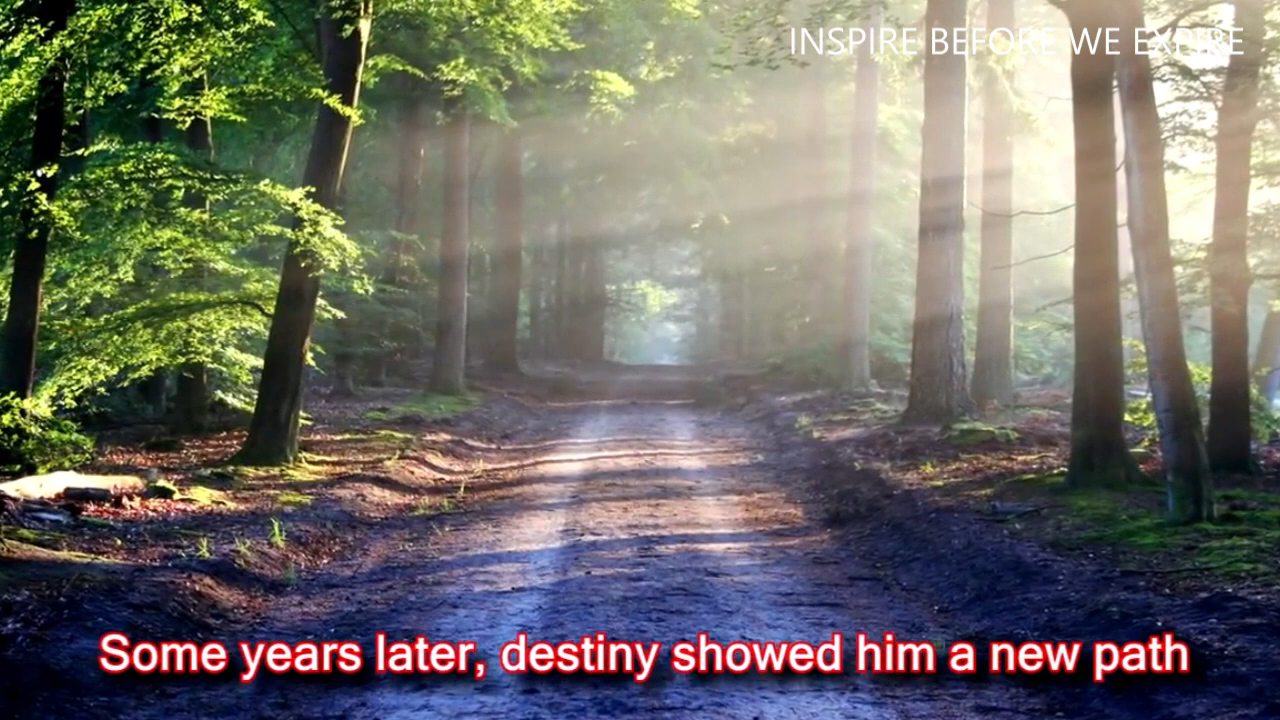 INSPIRE BEFORE WE EXPIRE
Some years later, destiny showed him a new path